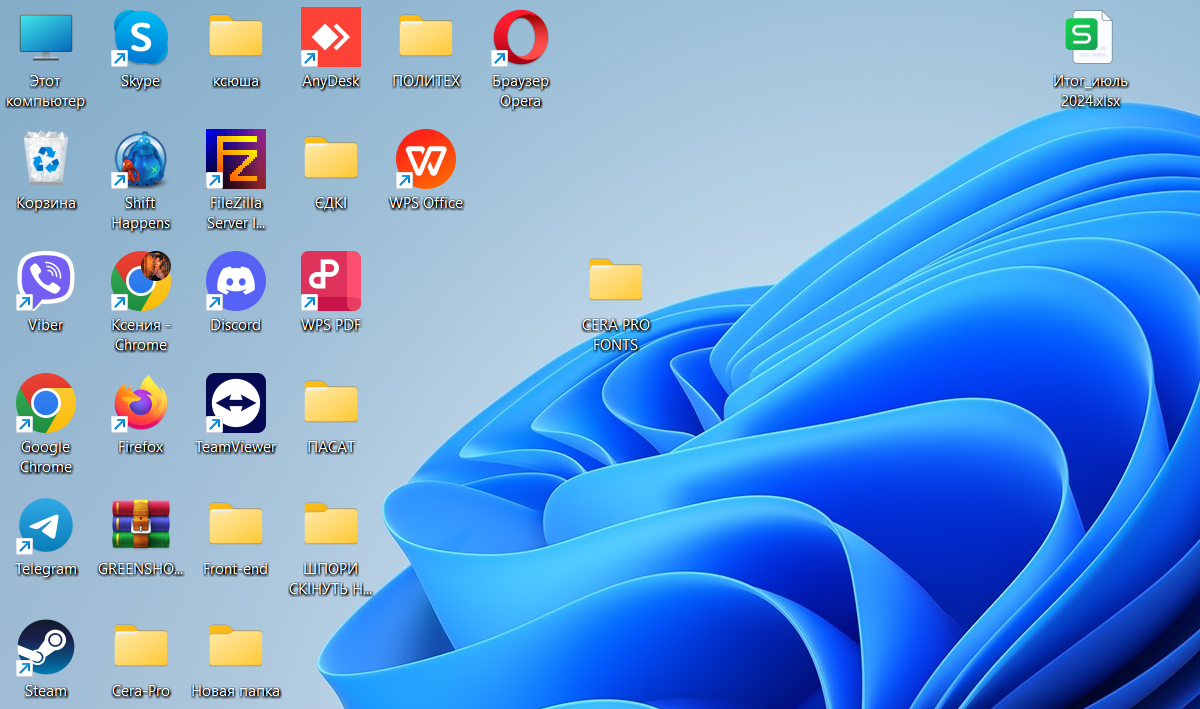 Этот
компьютер
Skype
ксюша
AnyDesk
ПОЛИТЕХ
Браузер
Opera
Итог_июль
2024.xlsx
Корзина
Shift
Happens
FileZilla
Server I...
ЄДКІ
WPS Office
Viber
Ксения -
Chrome
Discord
WPS PDF
CERA PRO
FONTS
Google
Chrome
Firefox
TeamViewer
ПАСАТ
Telegram
GREENSHO...
Front-end
ШПОРИ
СКІНУТЬ Н...
Steam
Cera-Pro
Новая папка